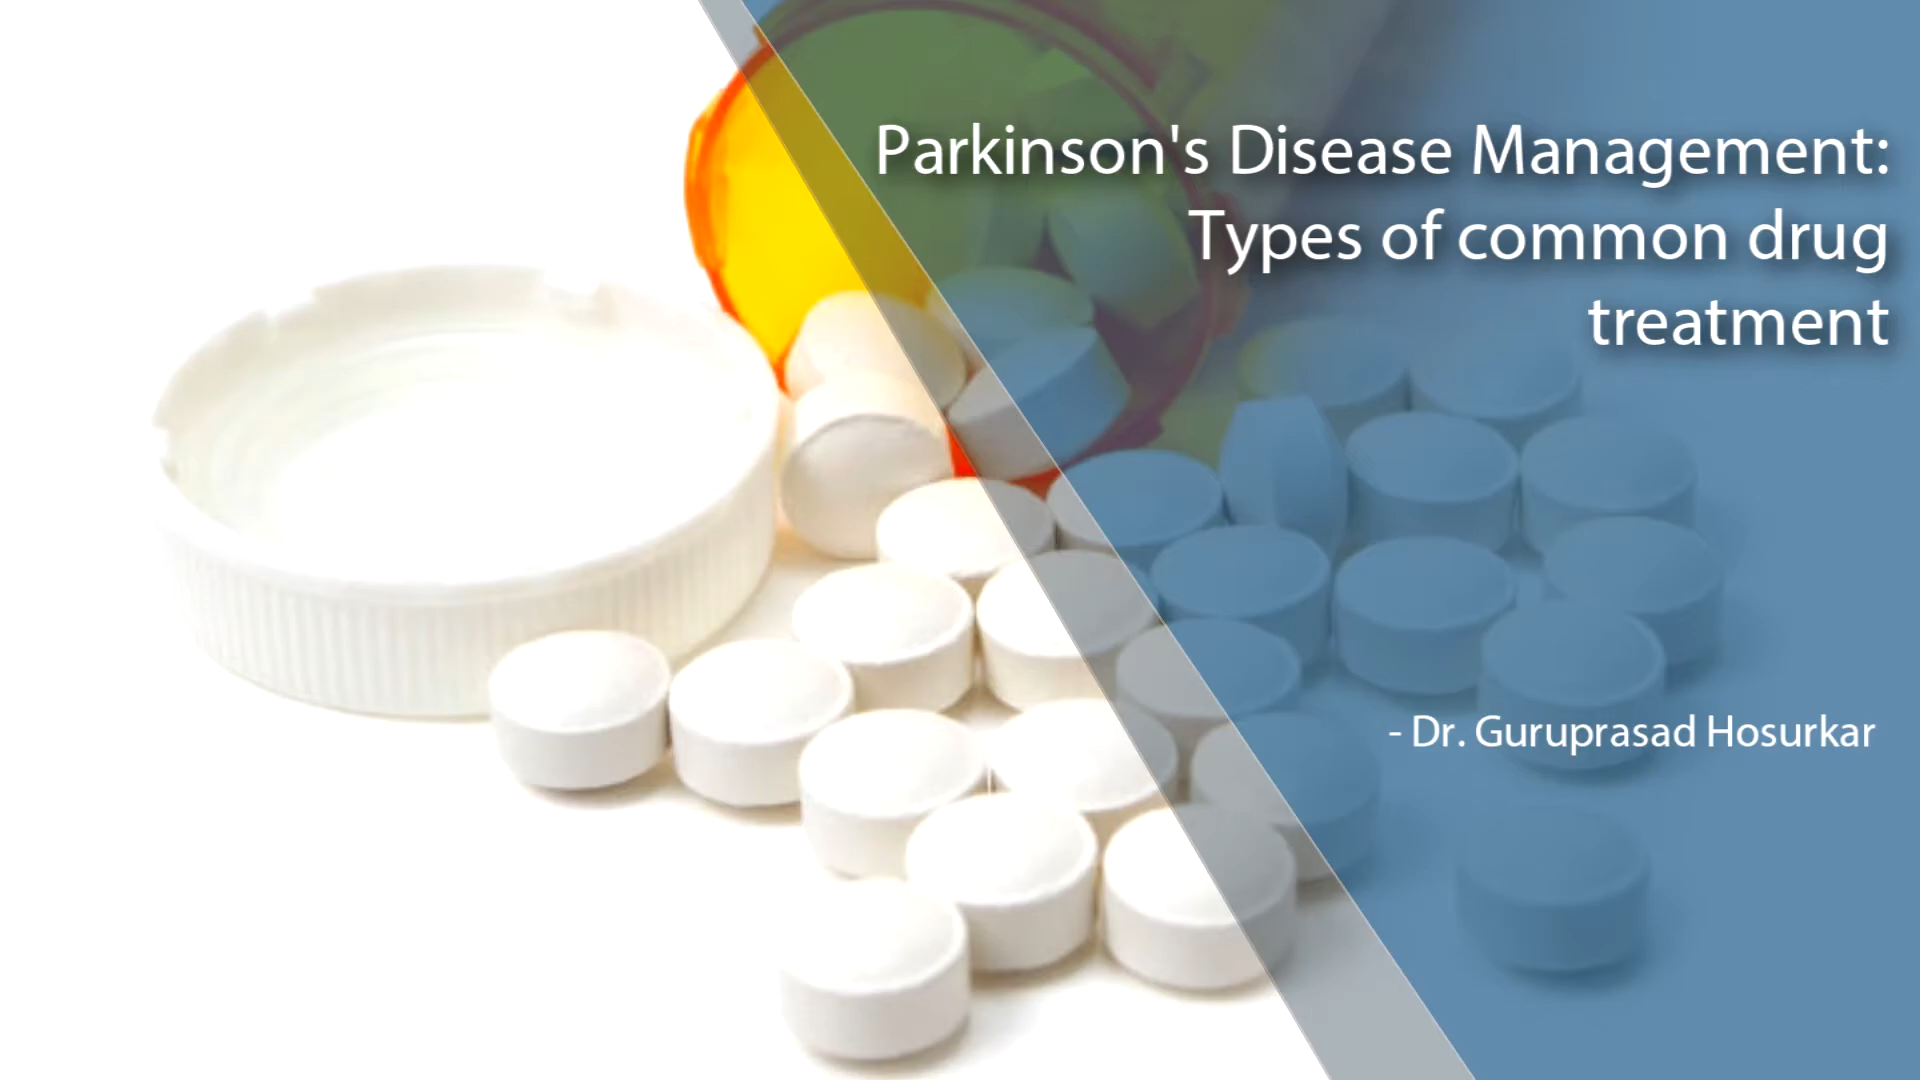 Parkinson's Disease Management:
Types of common drug
treatment
- Dr. Guruprasad Hosurkar